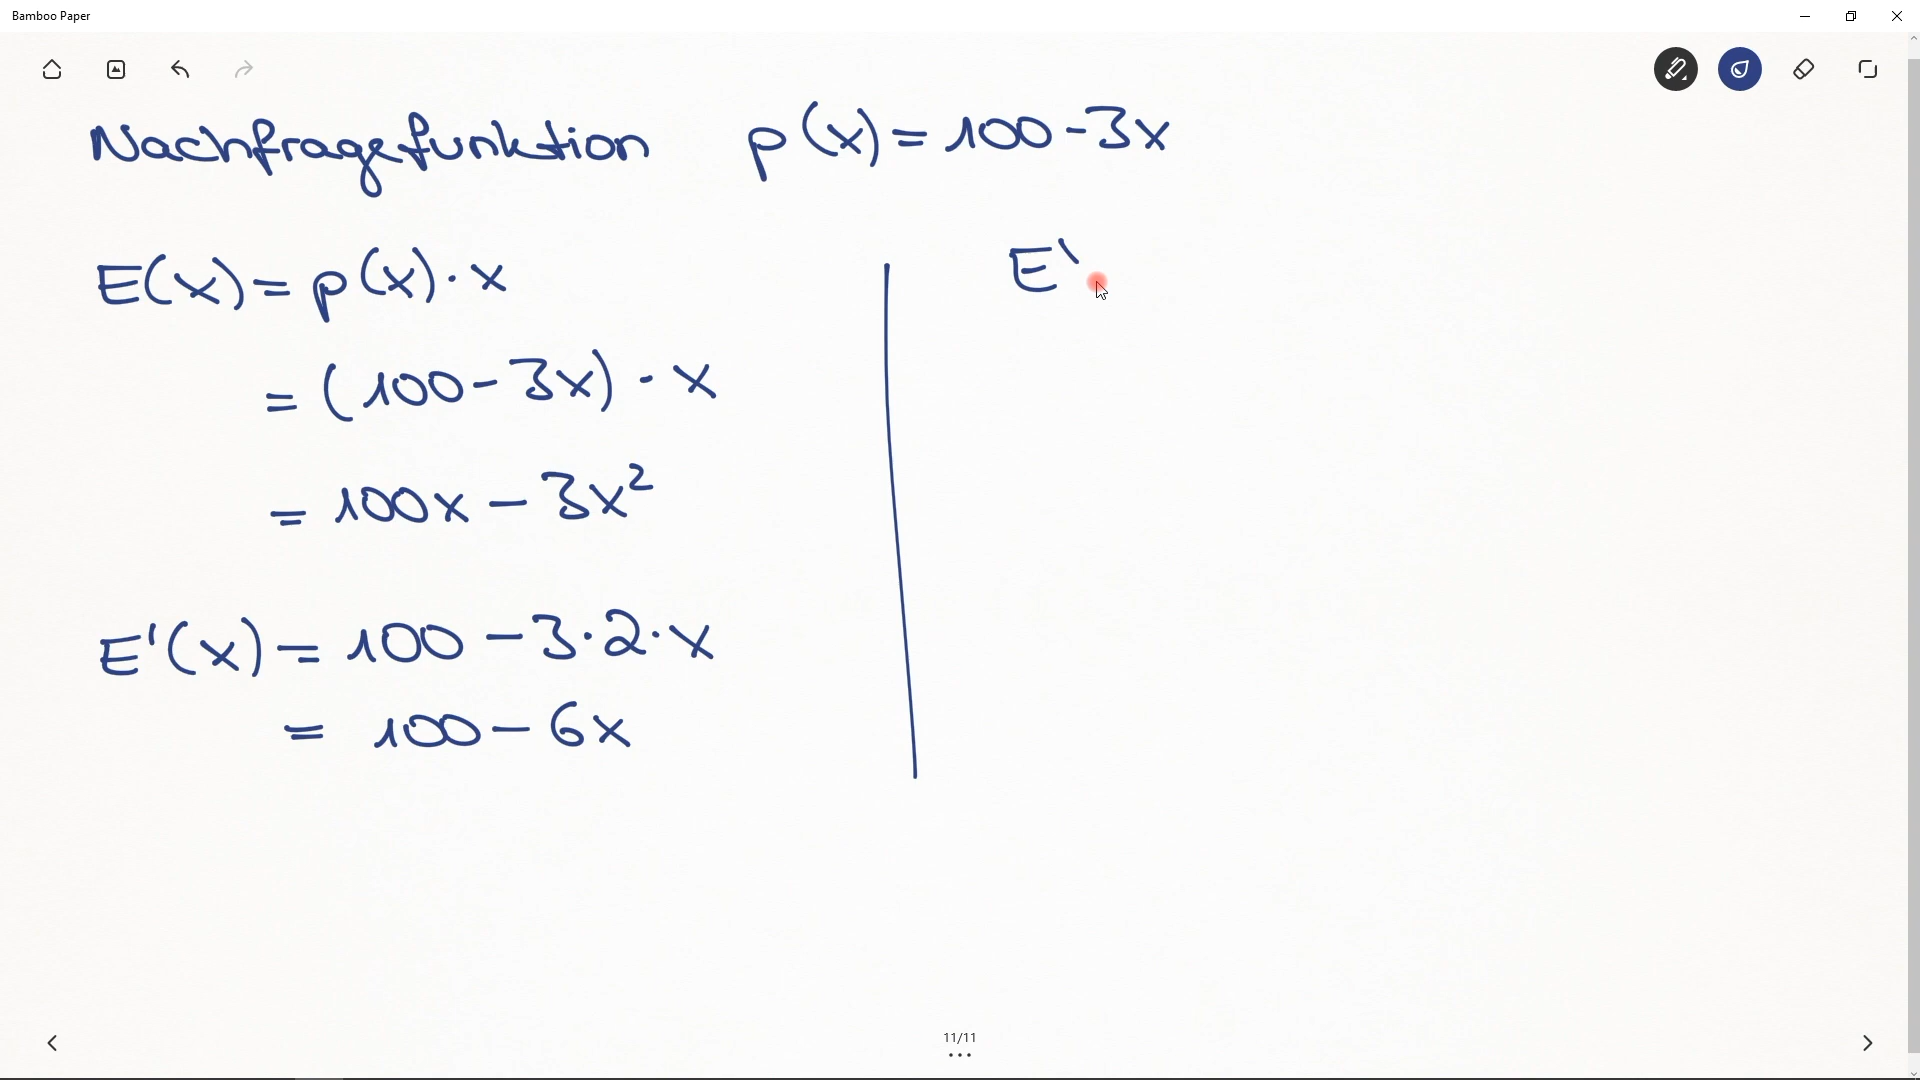 Bamboo Paper
Nachfragefunktion p(x) = 100 - 3x
E(x) = p(x) · x
= (100 - 3x) · x
= 100x - 3x²
E'(x) = 100 - 3 · 2 · x
= 100 - 6x
E'
11/11